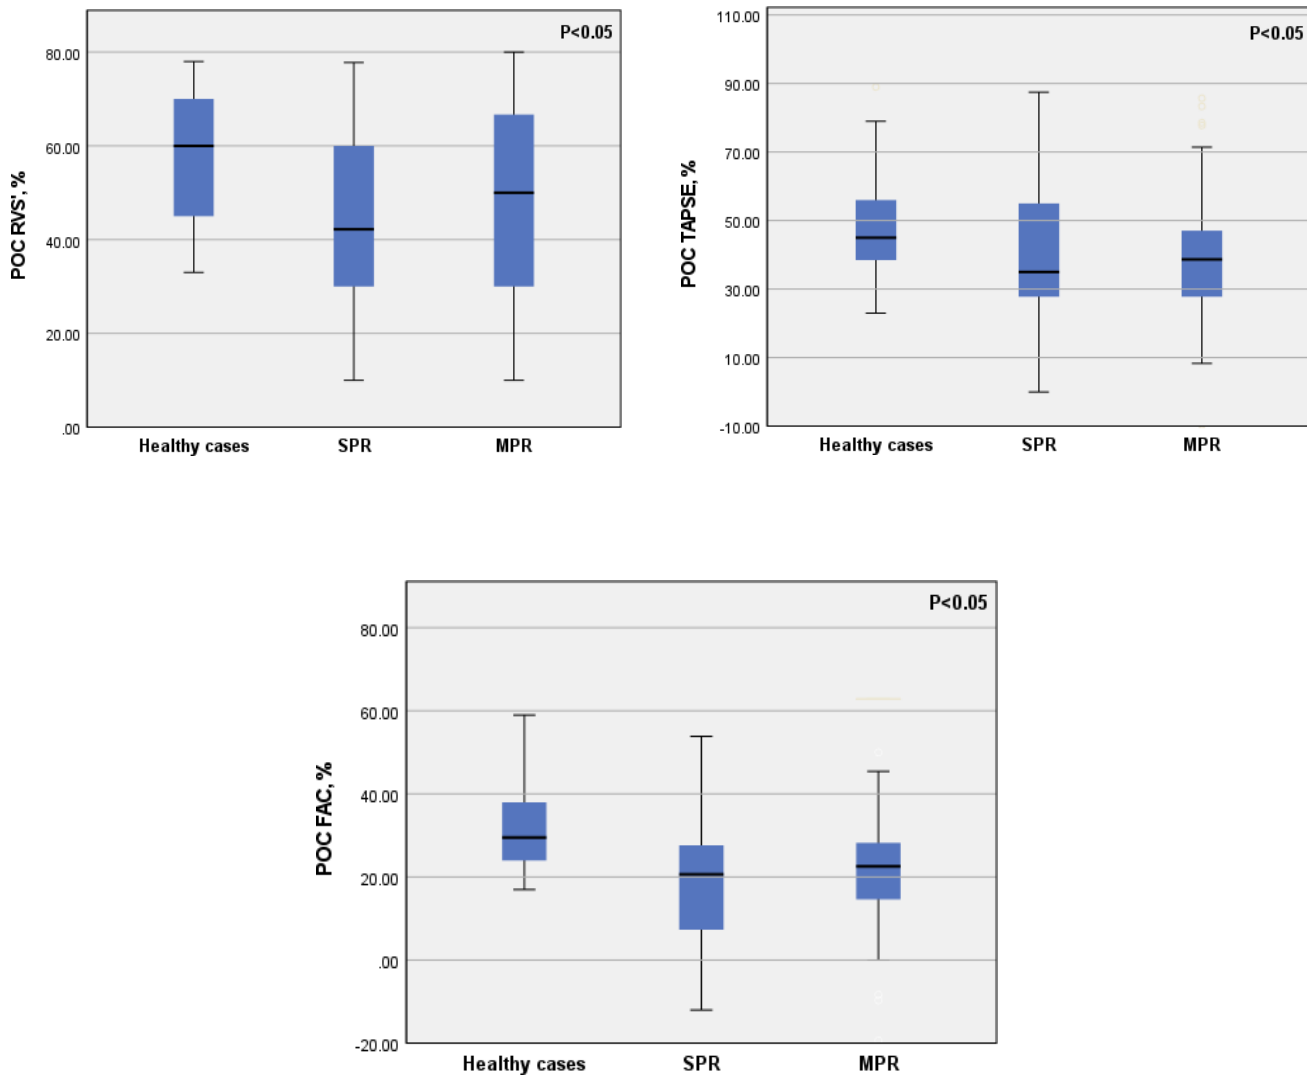 P<0.05
80.00
60.00
40.00
20.00
.00
POC RVS', %
Healthy cases SPR MPR
P<0.05
110.00
90.00
70.00
50.00
30.00
10.00
-10.00
POC TAPSE, %
Healthy cases SPR MPR
P<0.05
80.00
60.00
40.00
20.00
.00
-20.00
POC FAC, %
Healthy cases SPR MPR